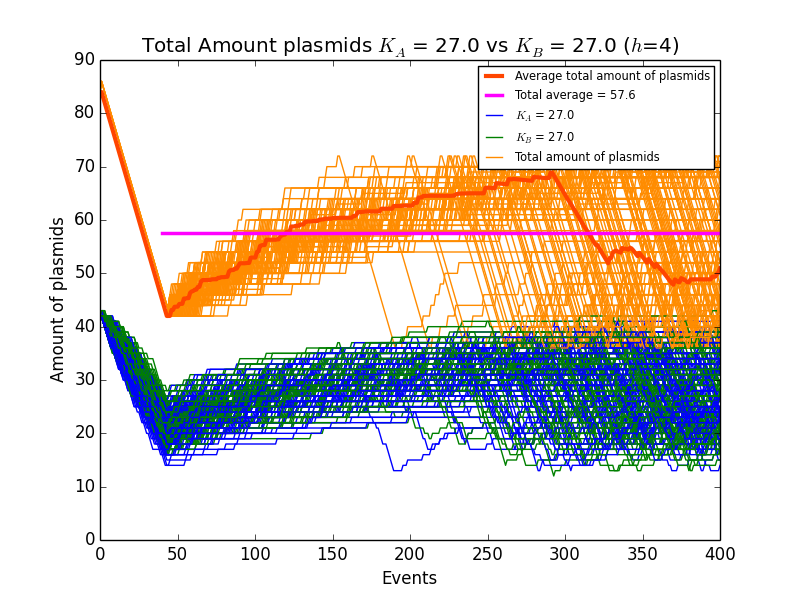 Total Amount plasmids K_A = 27.0 vs K_B = 27.0 (h=4)
Average total amount of plasmids
Total average = 57.6
K_A = 27.0
K_B = 27.0
Total amount of plasmids
Amount of plasmids
90
80
70
60
50
40
30
20
10
0
0 50 100 150 200 250 300 350 400
Events